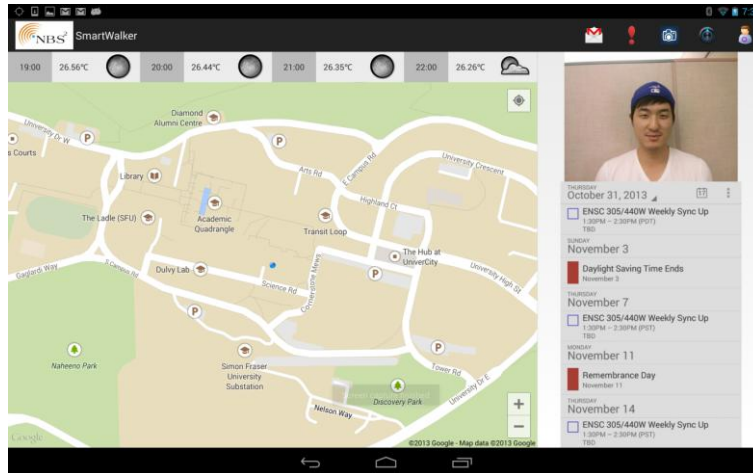 7:3
NBS² SmartWalker
19:00 26.56°C 20:00 26.44°C 21:00 26.35°C 22:00 26.26°C
Diamond
Alumni Centre
University Dr W
P
P
s Courts
Library
Arts Rd
E Campus Rd
University Crescent
Highland Ct
The Ladle (SFU)
Academic
Quadrangle
Transit Loop
The Hub at
UniverCity
Gaglardi Way
S Campus Rd
Dulvy Lab
Science Rd
Cornerstone Mews
P
University High St
P
P
Naheeno Park
Simon Fraser
University
Substation
Tower Rd
University Dr E
Discovery Park
Nelson Way
+
−
Google
©2013 Google - Map data ©2013 Google
THURSDAY
October 31, 2013
ENSC 305/440W Weekly Sync Up
1:30PM – 2:30PM (PDT)
TBD
SUNDAY
November 3
Daylight Saving Time Ends
November 3
THURSDAY
November 7
ENSC 305/440W Weekly Sync Up
1:30PM – 2:30PM (PST)
TBD
MONDAY
November 11
Remembrance Day
November 11
THURSDAY
November 14
ENSC 305/440W Weekly Sync Up
1:30PM – 2:30PM (PST)
TBD